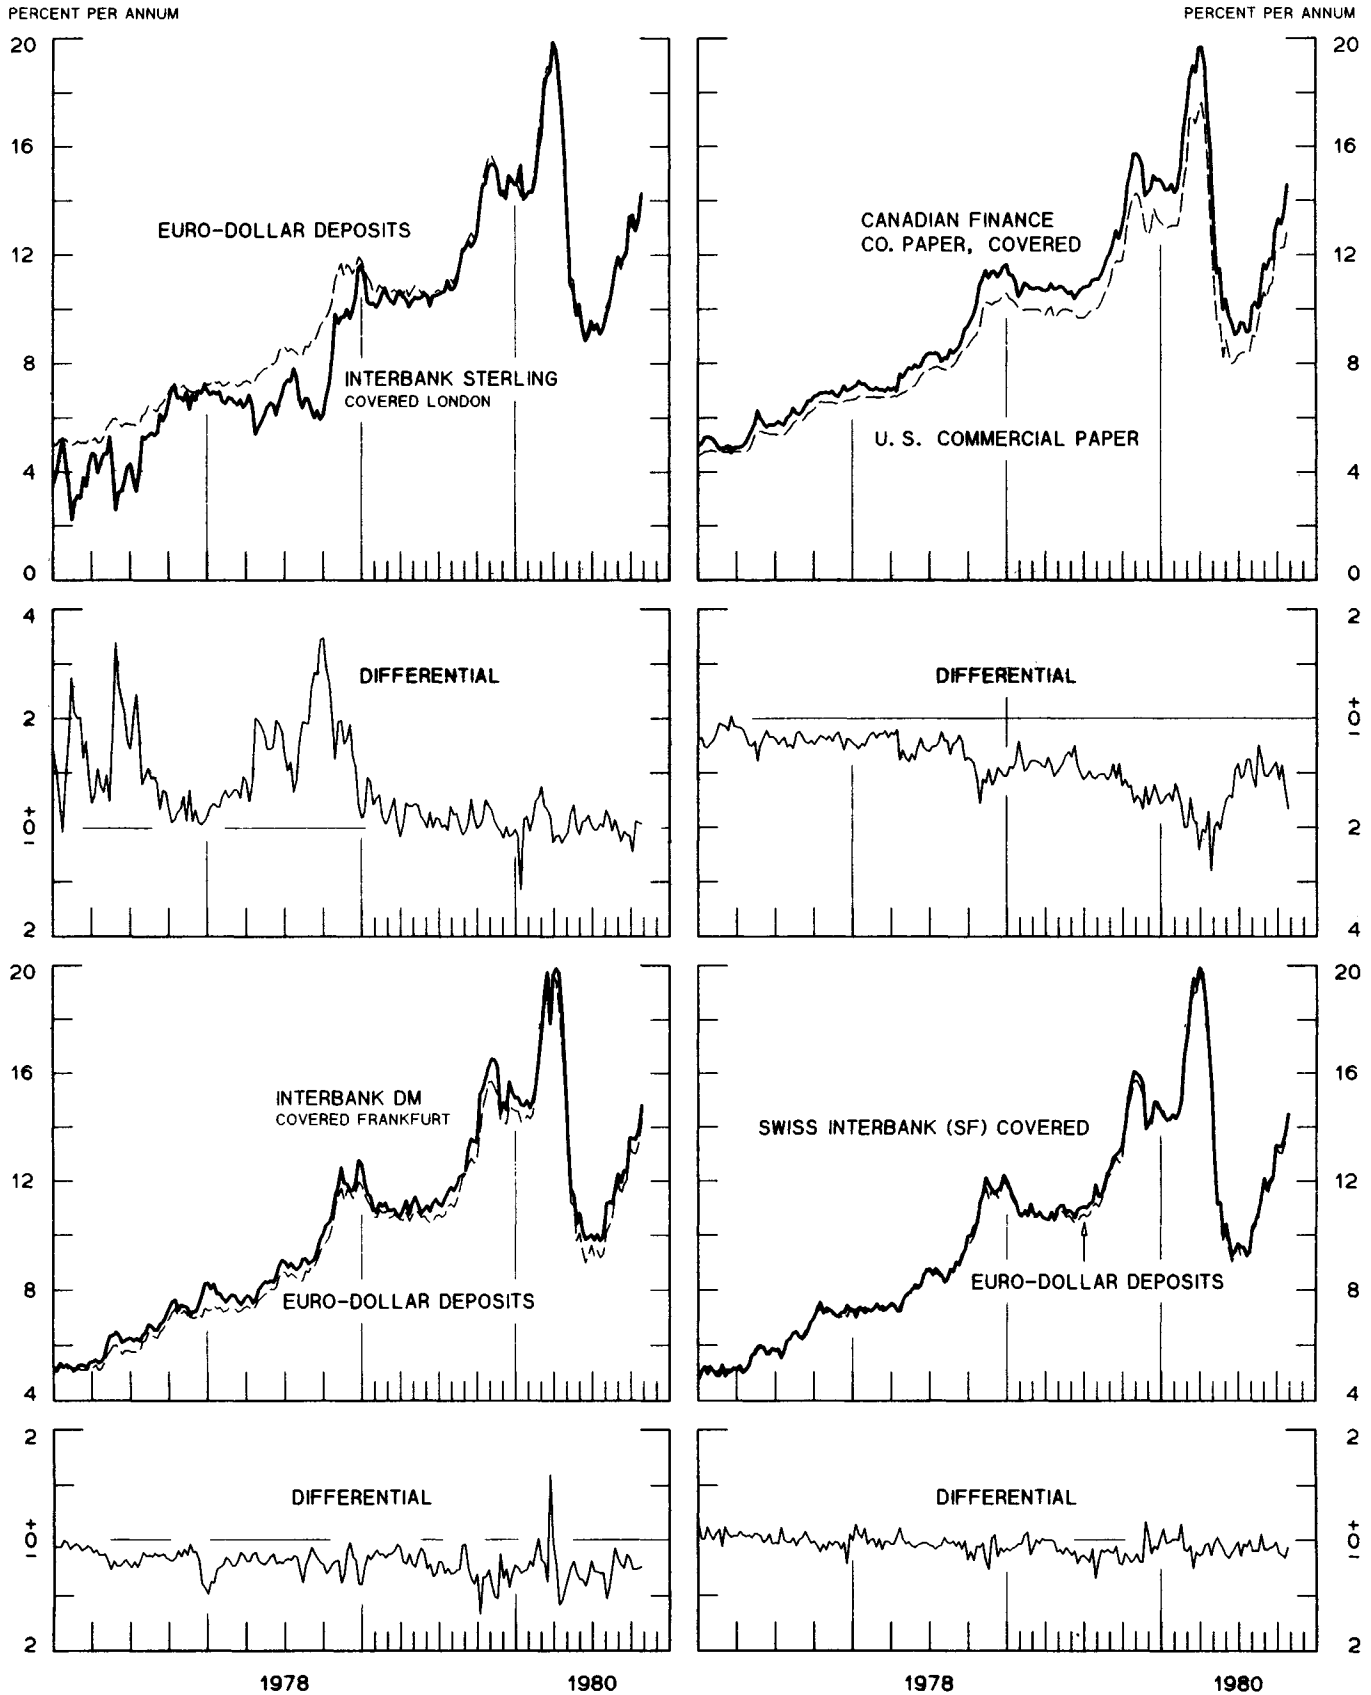 PERCENT PER ANNUM
PERCENT PER ANNUM
20
16
12
8
4
0
EURO-DOLLAR DEPOSITS
INTERBANK STERLING
COVERED LONDON
CANADIAN FINANCE
CO. PAPER, COVERED
U. S. COMMERCIAL PAPER
20
16
12
8
4
0
4
2
+
0
−
2
DIFFERENTIAL
DIFFERENTIAL
2
+
0
−
2
4
20
16
12
8
4
INTERBANK DM
COVERED FRANKFURT
EURO-DOLLAR DEPOSITS
SWISS INTERBANK (SF) COVERED
EURO-DOLLAR DEPOSITS
20
16
12
8
4
2
+
0
−
2
DIFFERENTIAL
DIFFERENTIAL
2
+
0
−
2
1978
1980
1978
1980